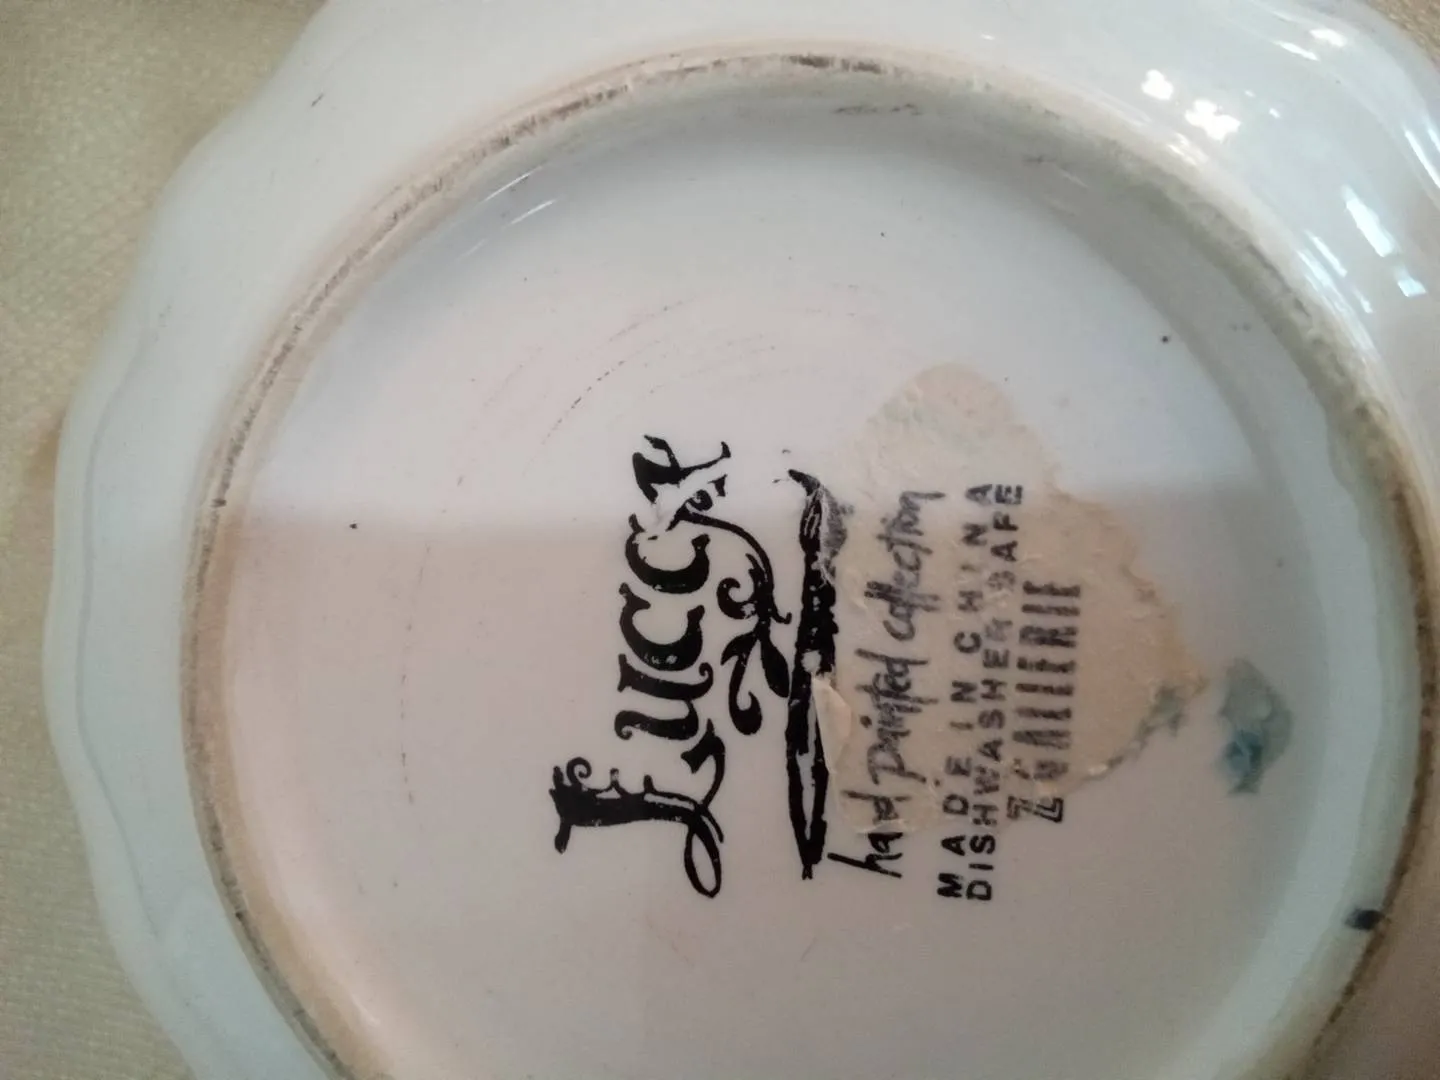 Lucca
hand painted collection
MADE IN CHINA
DISHWASHER SAFE